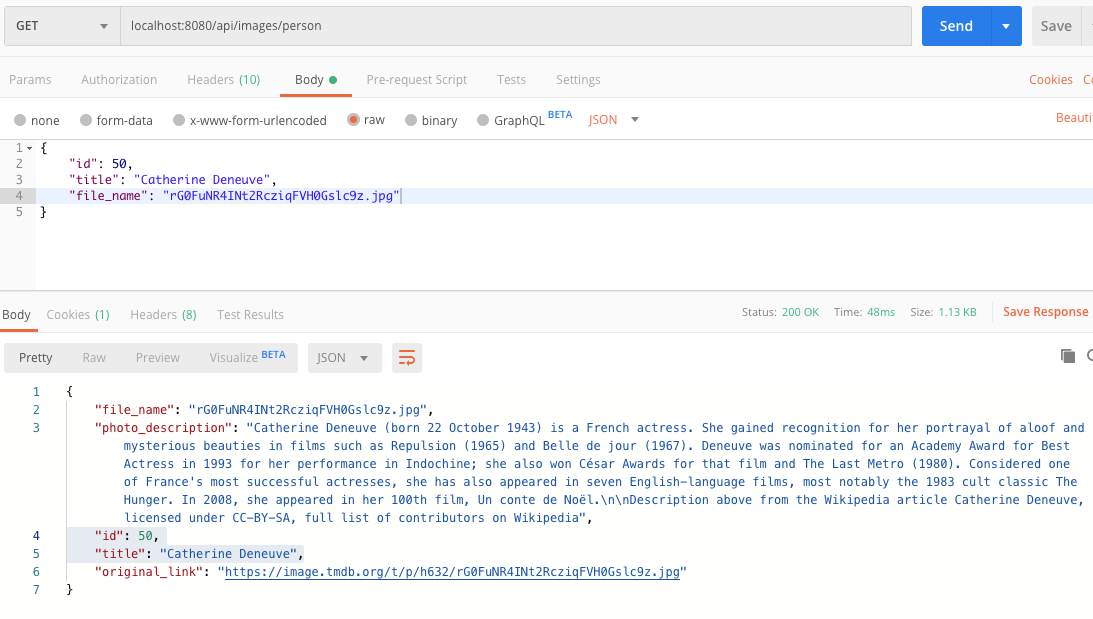 GET localhost:8080/api/images/person Send Save
Params Authorization Headers (10) Body Pre-request Script Tests Settings Cookies
none form-data x-www-form-urlencoded raw binary GraphQL BETA JSON Beauti
1 {
2 "id": 50,
3 "title": "Catherine Deneuve",
4 "file_name": "rG0FuNR4INt2RcziqFVH0Gslc9z.jpg"
5 }
Body Cookies (1) Headers (8) Test Results Status: 200 OK Time: 48ms Size: 1.13 KB Save Response
Pretty Raw Preview Visualize BETA JSON
1 {
2 "file_name": "rG0FuNR4INt2RcziqFVH0Gslc9z.jpg",
3 "photo_description": "Catherine Deneuve (born 22 October 1943) is a French actress. She gained recognition for her portrayal of aloof and
mysterious beauties in films such as Repulsion (1965) and Belle de jour (1967). Deneuve was nominated for an Academy Award for Best
Actress in 1993 for her performance in Indochine; she also won César Awards for that film and The Last Metro (1980). Considered one
of France's most successful actresses, she has also appeared in seven English-language films, most notably the 1983 cult classic The
Hunger. In 2008, she appeared in her 100th film, Un conte de Noël.\n\nDescription above from the Wikipedia article Catherine Deneuve,
licensed under CC-BY-SA, full list of contributors on Wikipedia",
4 "id": 50,
5 "title": "Catherine Deneuve",
6 "original_link": "https://image.tmdb.org/t/p/h632/rG0FuNR4INt2RcziqFVH0Gslc9z.jpg"
7 }